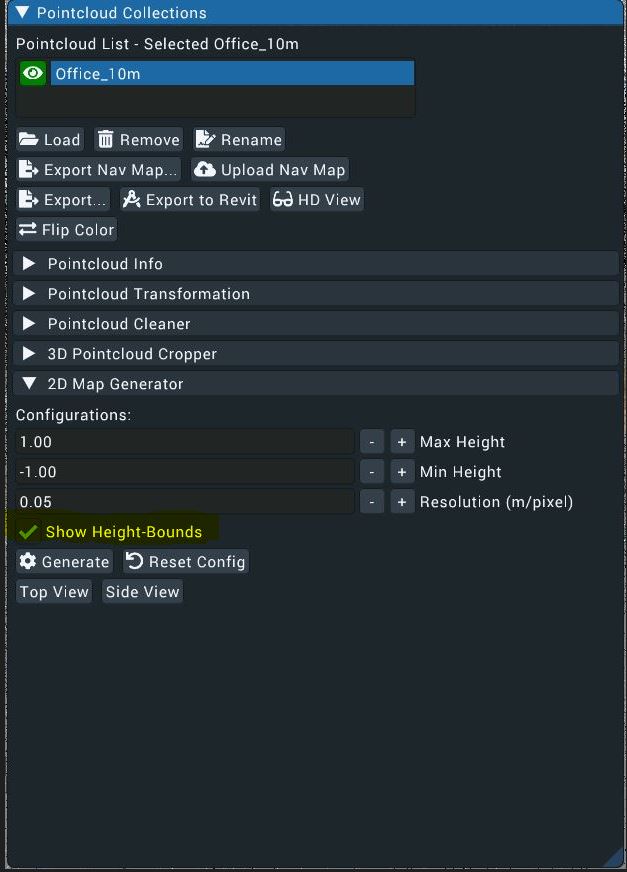 Pointcloud Collections
Pointcloud List - Selected Office_10m
Office_10m
Load Remove Rename
Export Nav Map... Upload Nav Map
Export... Export to Revit HD View
Flip Color
Pointcloud Info
Pointcloud Transformation
Pointcloud Cleaner
3D Pointcloud Cropper
2D Map Generator
Configurations:
1.00 - + Max Height
-1.00 - + Min Height
0.05 - + Resolution (m/pixel)
Show Height-Bounds
Generate Reset Config
Top View Side View